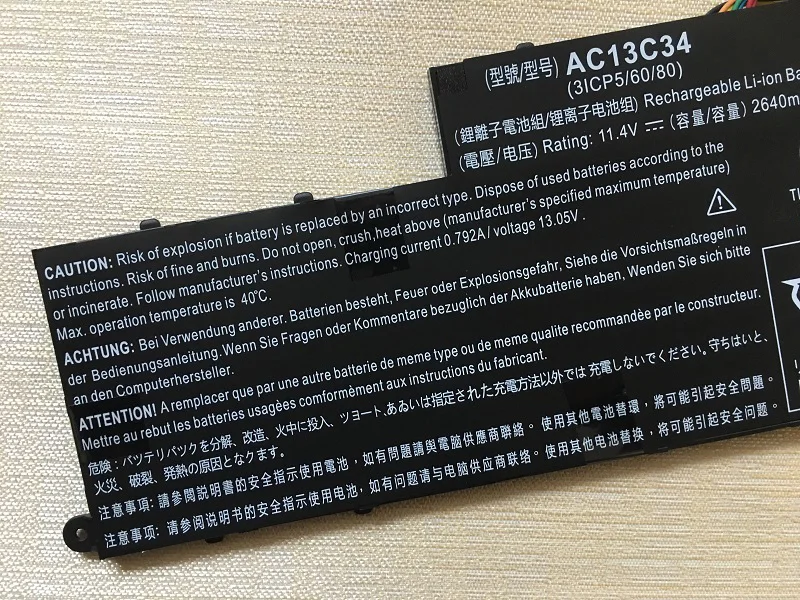 (型號/型号) AC13C34
(3ICP5/60/80)
(鋰離子電池組/锂离子电池组) Rechargeable Li-ion
(電壓/电压) Rating: 11.4V ⎓ (容量/容量) 2640m
CAUTION: Risk of explosion if battery is replaced by an incorrect type. Dispose of used batteries according to the
instructions. Risk of fine and burns. Do not open, crush,heat above (manufacturer's specified maximum temperature)
or incinerate. Follow manufacturer's instructions. Charging current 0.792A / voltage 13.05V .
Max. operation temperature is 40°C.
ACHTUNG: Bei Verwendung anderer. Batterien besteht, Feuer oder Explosionsgefahr, Siehe die Vorsichtsmaßregeln in
der Bedienungsanleitung.Wenn Sie Fragen oder Kommentare bezuglich der Akkubatterie haben, Wenden Sie sich bitte
an den Computerhersteller.
ATTENTION! A remplacer que par une autre batterie de meme type ou de meme qualite recommandèe par le constructeur.
Mettre au rebut les batteries usagées comformèment aux instructions du fabricant.
危険：バッテリパックを分解、改造、火中に投入、ショート、あるいは指定された充電方法以外では充電しないでください。守ちはいと、
火災、破裂、発熱の原因となクます。
注意事項: 請參閱説明書的安全指示使用電池，如有問題請與電腦供應商聯絡。使用其他電池替環，將可能引起安全問題。
注意事项: 请参阅说明书的安全指示使用电池，如有问题请与电脑供应商联络。使用其他电池替换，将可能引起安全问题。